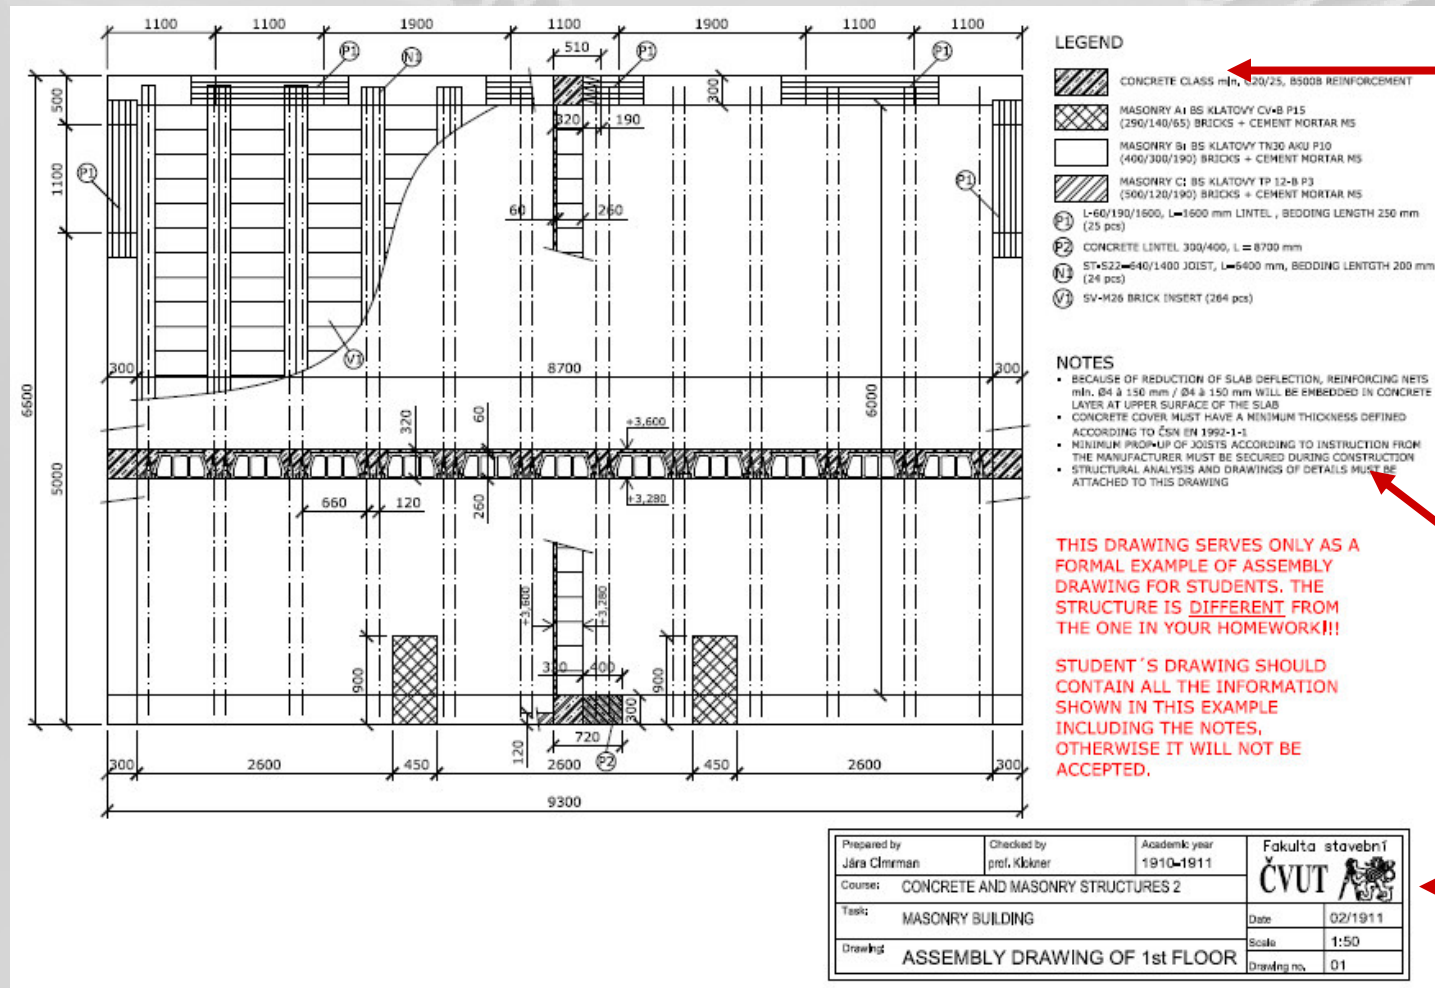 1100
1100
1900
1100
1900
1100
1100
510
P1
N1
P1
P1
500
300
320
190
1100
P1
P1
60
260
V1
300
8700
300
6600
6000
320
60
+3,600
5000
660
120
260
+3,280
+3,600
+3,280
400
900
900
300
120
720
P2
300
2600
450
2600
450
2600
300
9300
LEGEND
CONCRETE CLASS min. C20/25, B500B REINFORCEMENT
MASONRY A: BS KLATOVY CV-B P15
(290/140/65) BRICKS + CEMENT MORTAR M5
MASONRY B: BS KLATOVY TN30 AKU P10
(400/300/190) BRICKS + CEMENT MORTAR M5
MASONRY C: BS KLATOVY TP 12-B P3
(500/120/190) BRICKS + CEMENT MORTAR M5
P1 L-60/190/1600, L=1600 mm LINTEL , BEDDING LENGTH 250 mm
(25 pcs)
P2 CONCRETE LINTEL 300/400, L = 8700 mm
N1 ST-S22-640/1400 JOIST, L=6400 mm, BEDDING LENTGTH 200 mm
(24 pcs)
V1 SV-M26 BRICK INSERT (264 pcs)
NOTES
• BECAUSE OF REDUCTION OF SLAB DEFLECTION, REINFORCING NETS
min. Ø4 à 150 mm / Ø4 à 150 mm WILL BE EMBEDDED IN CONCRETE
LAYER AT UPPER SURFACE OF THE SLAB
• CONCRETE COVER MUST HAVE A MINIMUM THICKNESS DEFINED
ACCORDING TO ČSN EN 1992-1-1
• MINIMUM PROP-UP OF JOISTS ACCORDING TO INSTRUCTION FROM
THE MANUFACTURER MUST BE SECURED DURING CONSTRUCTION
• STRUCTURAL ANALYSIS AND DRAWINGS OF DETAILS MUST BE
ATTACHED TO THIS DRAWING
THIS DRAWING SERVES ONLY AS A
FORMAL EXAMPLE OF ASSEMBLY
DRAWING FOR STUDENTS. THE
STRUCTURE IS DIFFERENT FROM
THE ONE IN YOUR HOMEWORK!!!
STUDENT´S DRAWING SHOULD
CONTAIN ALL THE INFORMATION
SHOWN IN THIS EXAMPLE
INCLUDING THE NOTES,
OTHERWISE IT WILL NOT BE
ACCEPTED.
Prepared by
Jára Cimrman
Checked by
prof. Klokner
Academic year
1910-1911
Fakulta stavební
ČVUT
Course: CONCRETE AND MASONRY STRUCTURES 2
Task: MASONRY BUILDING
Date 02/1911
Scale 1:50
Drawing: ASSEMBLY DRAWING OF 1st FLOOR
Drawing no. 01